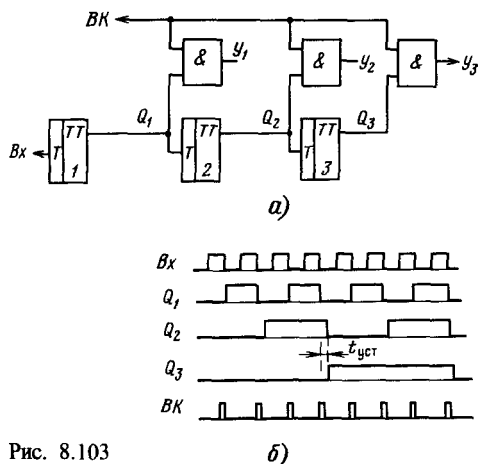 ВК
& y₁
& y₂
& y₃
Q₁
Q₂
Q₃
Вх
T TT 1
T TT 2
T TT 3
а)
Вх
Q₁
Q₂
tуст
Q₃
ВК
Рис. 8.103
б)